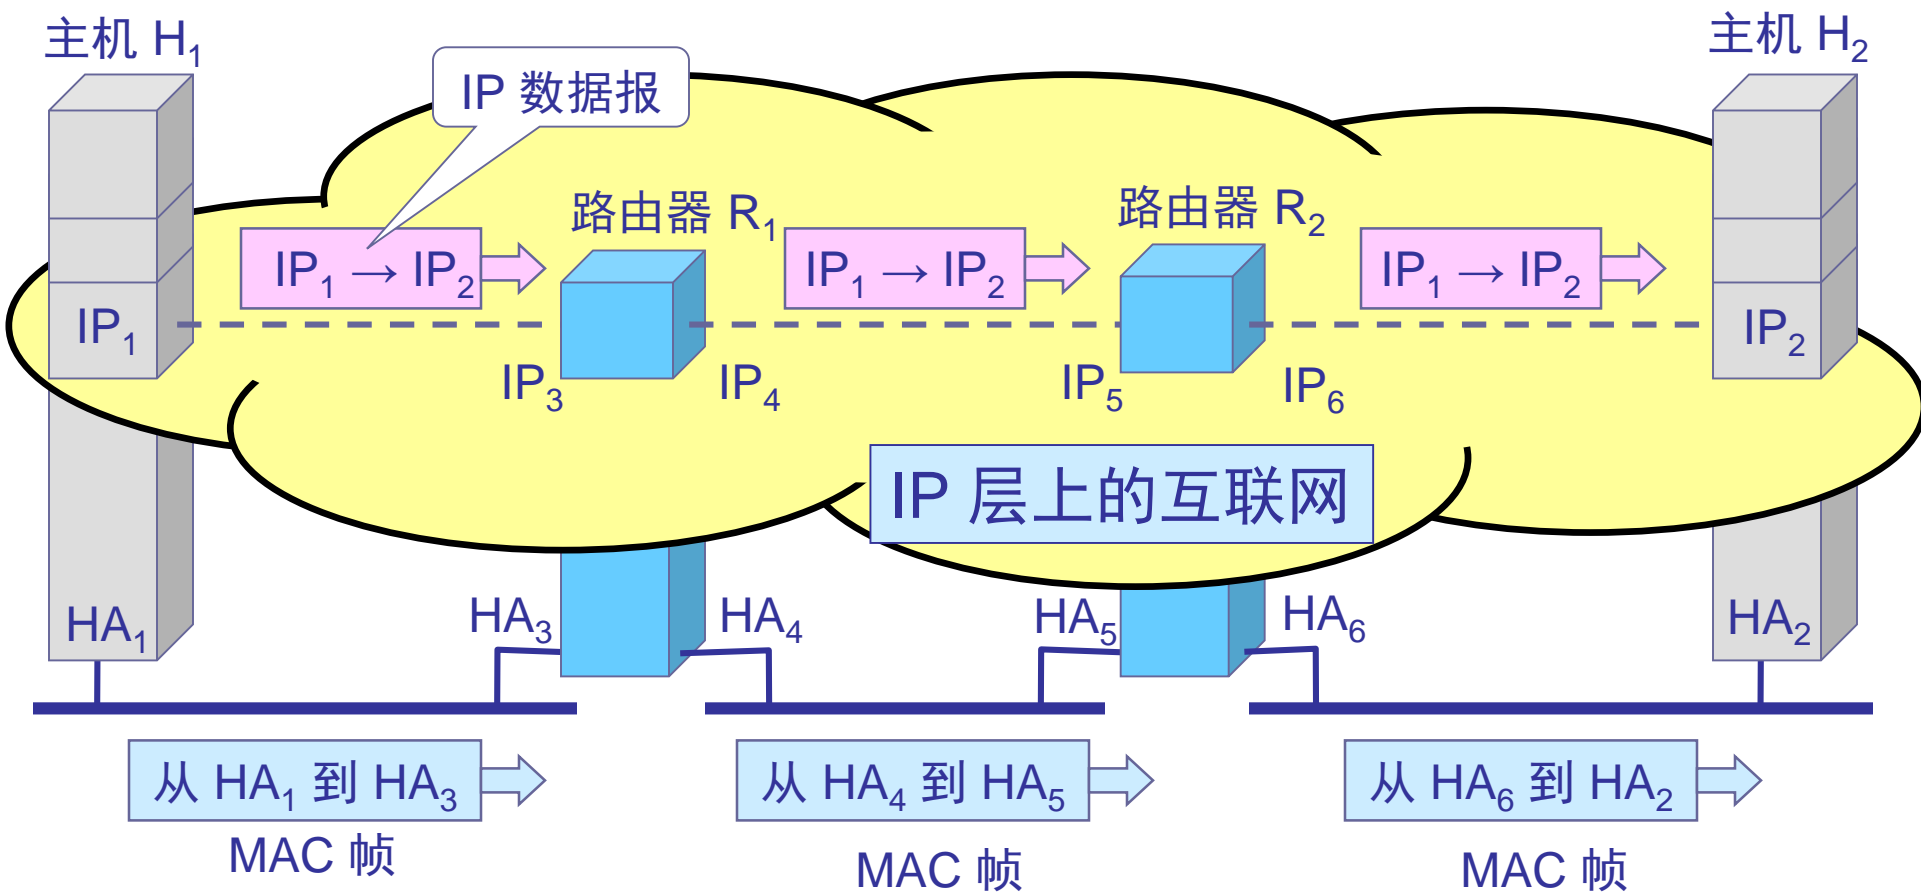 主机 H₁
主机 H₂
IP 数据报
路由器 R₁
路由器 R₂
IP₁ → IP₂
IP₁ → IP₂
IP₁ → IP₂
IP₁
IP₂
IP₃
IP₄
IP₅
IP₆
IP 层上的互联网
HA₁
HA₃
HA₄
HA₅
HA₆
HA₂
从 HA₁ 到 HA₃
从 HA₄ 到 HA₅
从 HA₆ 到 HA₂
MAC 帧
MAC 帧
MAC 帧